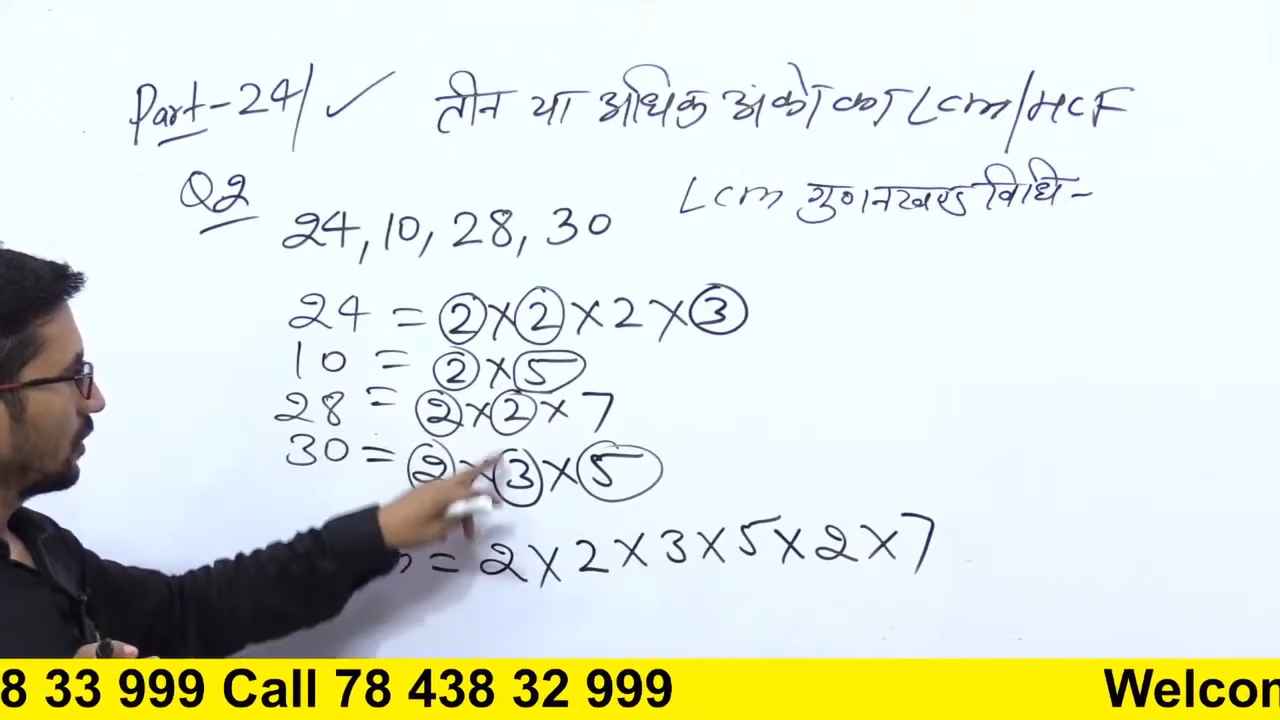 Part-24/ ✓ तीन या अधिक अंको का Lcm/HCF
Q2
Lcm गुणनखण्ड विधि-
24, 10, 28, 30
24 = 2×2×2×3
10 = 2×5
28 = 2×2×7
30 = 2×3×5
= 2×2×3×5×2×7
8 33 999 Call 78 438 32 999 Welcon